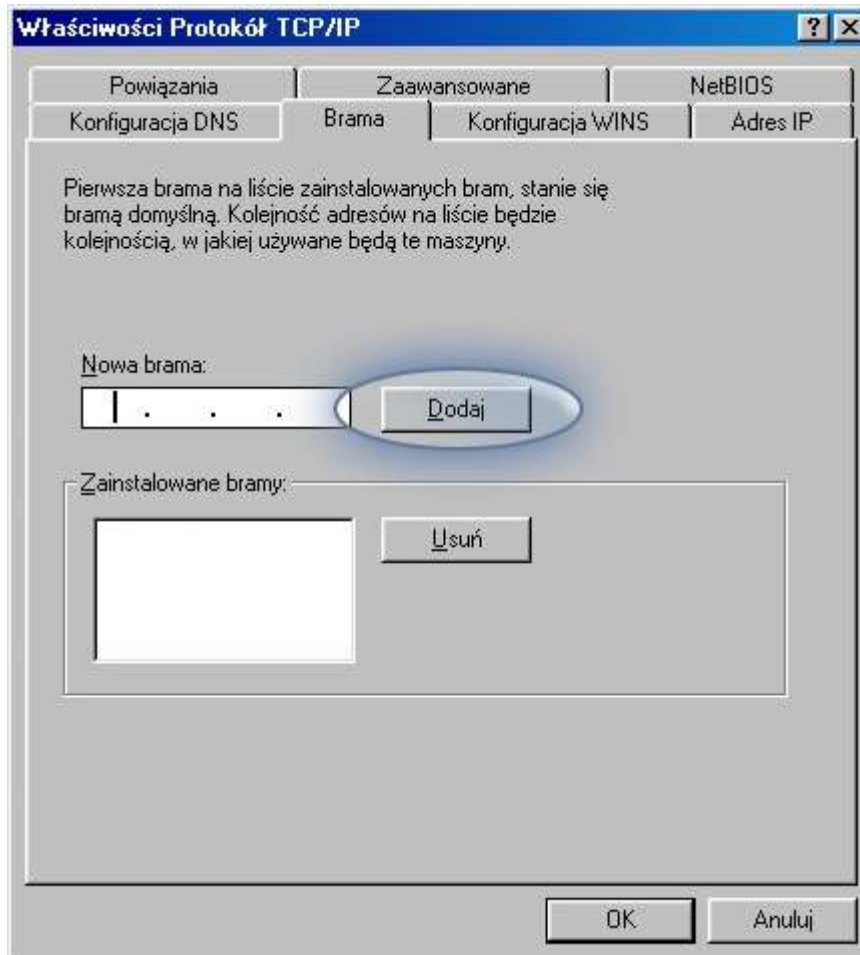 Właściwości Protokół TCP/IP
Powiązania
Zaawansowane
NetBIOS
Konfiguracja DNS
Brama
Konfiguracja WINS
Adres IP
Pierwsza brama na liście zainstalowanych bram, stanie się
bramą domyślną. Kolejność adresów na liście będzie
kolejnością, w jakiej używane będą te maszyny.
Nowa brama:
. . .
Dodaj
Zainstalowane bramy:
Usuń
OK
Anuluj